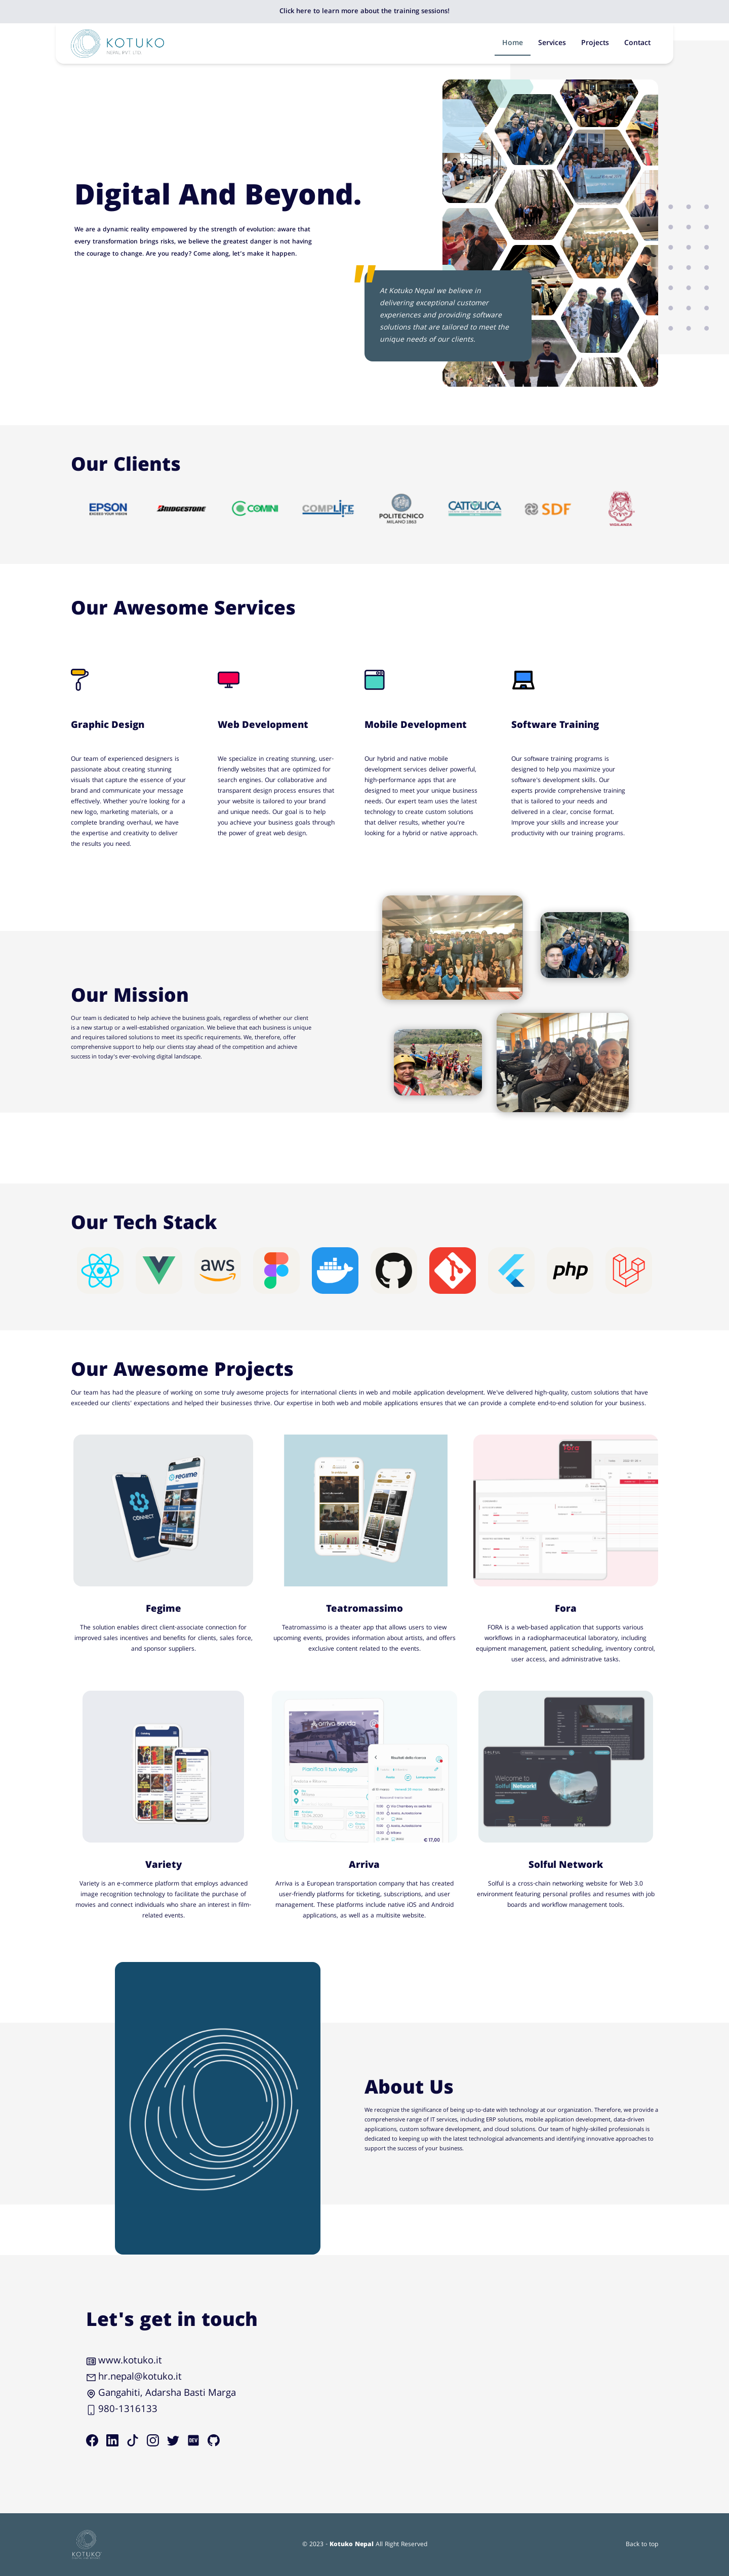 Click here to learn more about the training sessions!
KOTUKO
NEPAL PVT LTD
Home
Services
Projects
Contact
Digital And Beyond.
We are a dynamic reality empowered by the strength of evolution: aware that
every transformation brings risks, we believe the greatest danger is not having
the courage to change. Are you ready? Come along, let's make it happen.
"
At Kotuko Nepal we believe in
delivering exceptional customer
experiences and providing software
solutions that are tailored to meet the
unique needs of our clients.
Our Clients
EPSON
EXCEED YOUR VISION
BRIDGESTONE
COMINI
COMPLIFE
POLITECNICO
MILANO 1863
CATTOLICA
SDF
Our Awesome Services
Graphic Design
Our team of experienced designers is
passionate about creating stunning
visuals that capture the essence of your
brand and communicate your message
effectively. Whether you're looking for a
new logo, marketing materials, or a
complete branding overhaul, we have
the expertise and creativity to deliver
the results you need.
Web Development
We specialize in creating stunning, user-
friendly websites that are optimized for
search engines. Our collaborative and
transparent design process ensures that
your website is tailored to your brand
and unique needs. Our goal is to help
you achieve your business goals through
the power of great web design.
Mobile Development
Our hybrid and native mobile
development services deliver powerful,
high-performance apps that are
designed to meet your unique business
needs. Our expert team uses the latest
technology to create custom solutions
that deliver results, whether you're
looking for a hybrid or native approach.
Software Training
Our software training programs is
designed to help you maximize your
software's development skills. Our
experts provide comprehensive training
that is tailored to your needs and
delivered in a clear, concise format.
Improve your skills and increase your
productivity with our training programs.
Our Mission
Our team is dedicated to help achieve the business goals, regardless of whether our client
is a new startup or a well-established organization. We believe that each business is unique
and requires tailored solutions to meet its specific requirements. We, therefore, offer
comprehensive support to help our clients stay ahead of the competition and achieve
success in today's ever-evolving digital landscape.
Our Tech Stack
aws
php
Our Awesome Projects
Our team has had the pleasure of working on some truly awesome projects for international clients in web and mobile application development. We've delivered high-quality, custom solutions that have
exceeded our clients' expectations and helped their businesses thrive. Our expertise in both web and mobile applications ensures that we can provide a complete end-to-end solution for your business.
CONNECT
Fegime
The solution enables direct client-associate connection for
improved sales incentives and benefits for clients, sales force,
and sponsor suppliers.
Teatromassimo
Teatromassimo is a theater app that allows users to view
upcoming events, provides information about artists, and offers
exclusive content related to the events.
fora
Fora
FORA is a web-based application that supports various
workflows in a radiopharmaceutical laboratory, including
equipment management, patient scheduling, inventory control,
user access, and administrative tasks.
Variety
Variety is an e-commerce platform that employs advanced
image recognition technology to facilitate the purchase of
movies and connect individuals who share an interest in film-
related events.
Pianifica il tuo viaggio
Risultati della ricerca
€ 17,00
Arriva
Arriva is a European transportation company that has created
user-friendly platforms for ticketing, subscriptions, and user
management. These platforms include native iOS and Android
applications, as well as a multisite website.
Welcome to
Solful Network!
Solful Network
Solful is a cross-chain networking website for Web 3.0
environment featuring personal profiles and resumes with job
boards and workflow management tools.
About Us
We recognize the significance of being up-to-date with technology at our organization. Therefore, we provide a
comprehensive range of IT services, including ERP solutions, mobile application development, data-driven
applications, custom software development, and cloud solutions. Our team of highly-skilled professionals is
dedicated to keeping up with the latest technological advancements and identifying innovative approaches to
support the success of your business.
Let's get in touch
www.kotuko.it
hr.nepal@kotuko.it
Gangahiti, Adarsha Basti Marga
980-1316133
DEV
KOTUKO
© 2023 - Kotuko Nepal All Right Reserved
Back to top